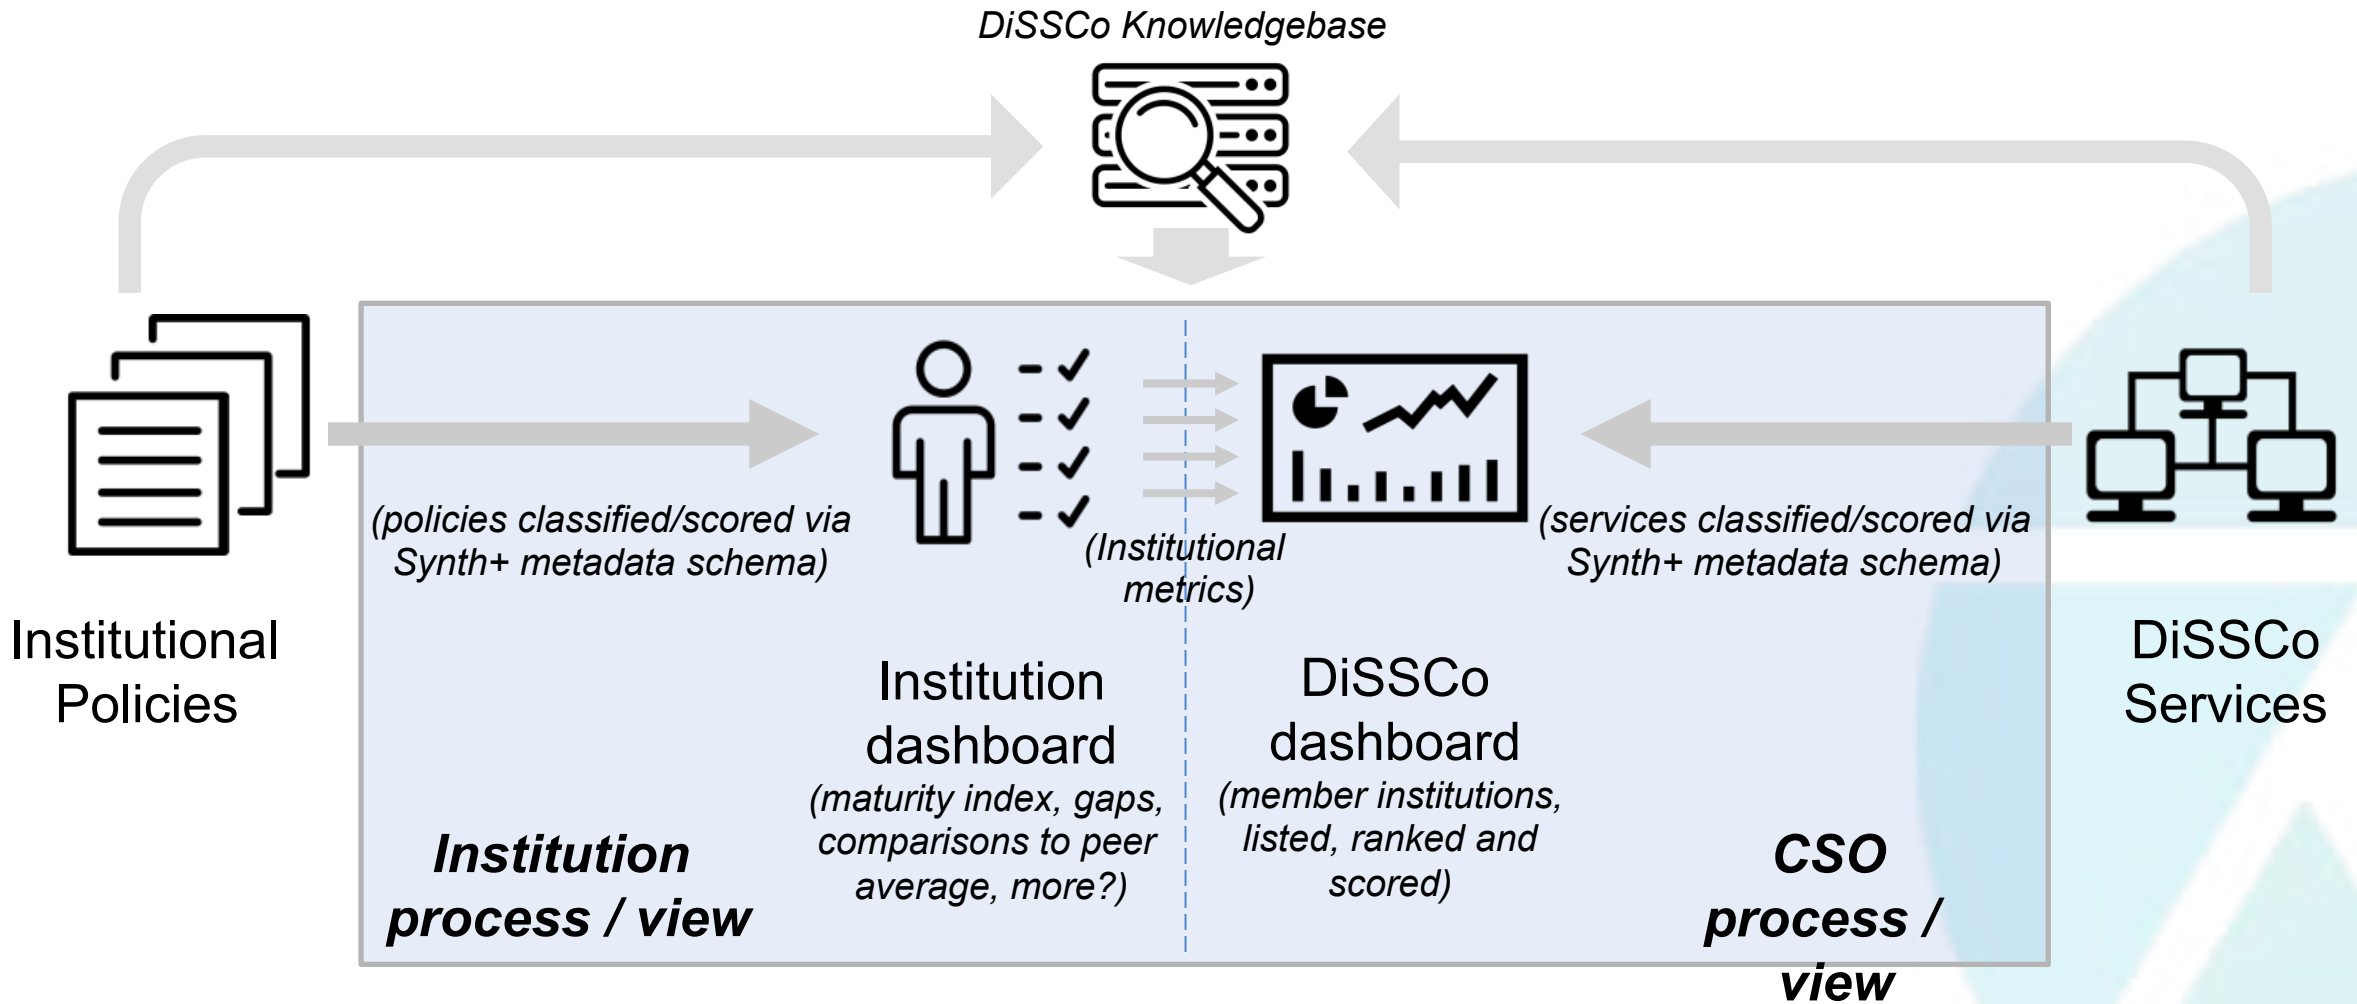 DiSSCo Knowledgebase
(policies classified/scored via
Synth+ metadata schema)
(Institutional
metrics)
(services classified/scored via
Synth+ metadata schema)
Institutional
Policies
Institution
dashboard
(maturity index, gaps,
comparisons to peer
average, more?)
DiSSCo
dashboard
(member institutions,
listed, ranked and
scored)
DiSSCo
Services
Institution
process / view
CSO
process /
view